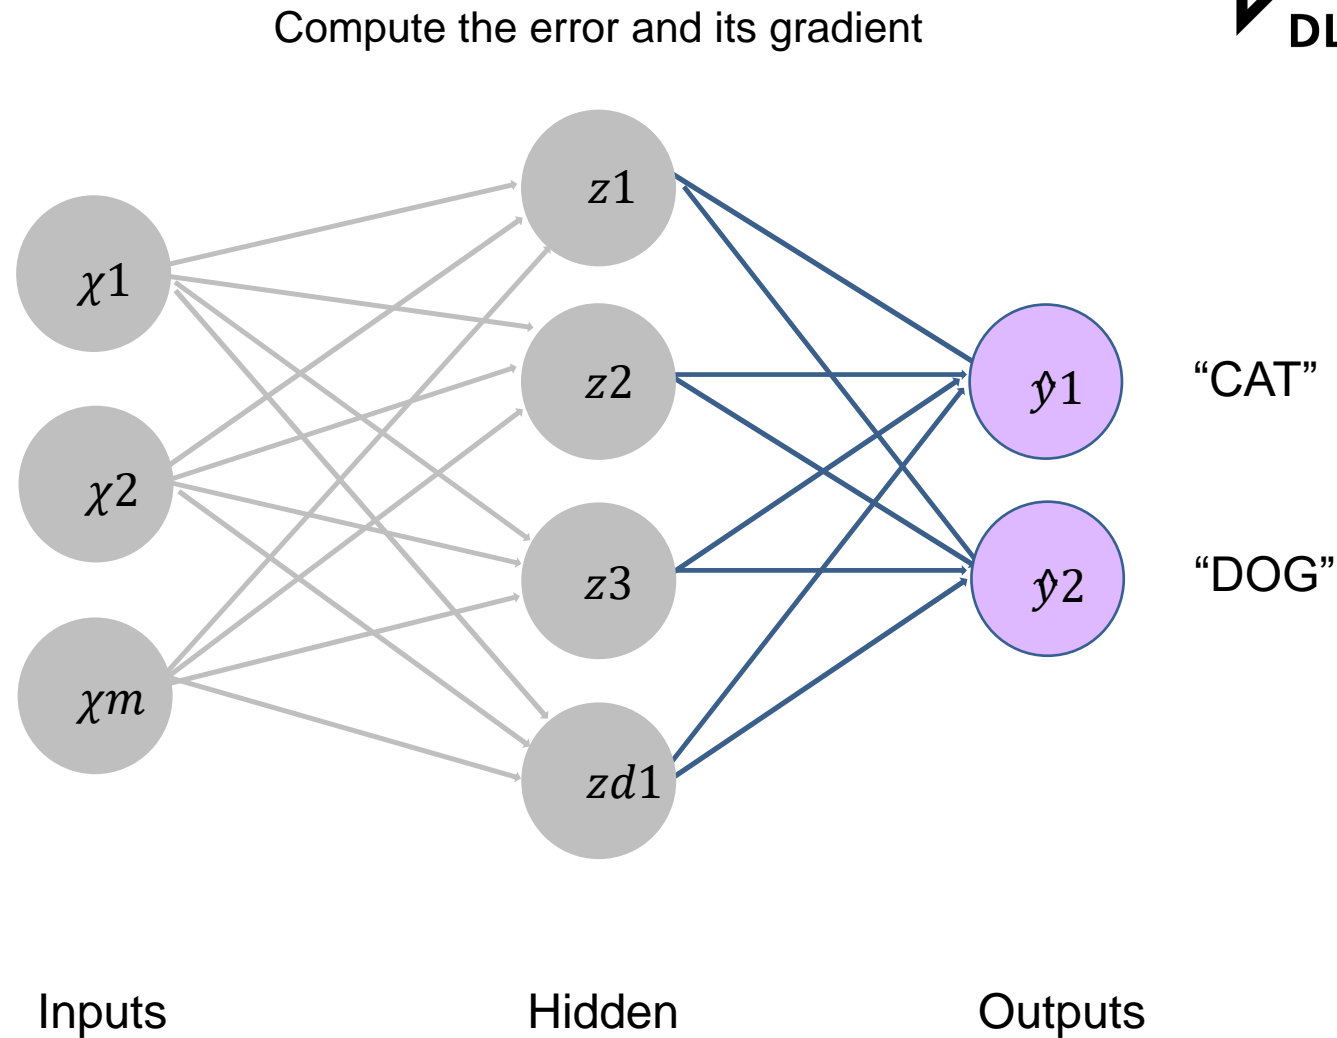 Compute the error and its gradient
DL
z1
χ1
z2
ŷ1
“CAT”
χ2
z3
ŷ2
“DOG”
χm
zd1
Inputs
Hidden
Outputs